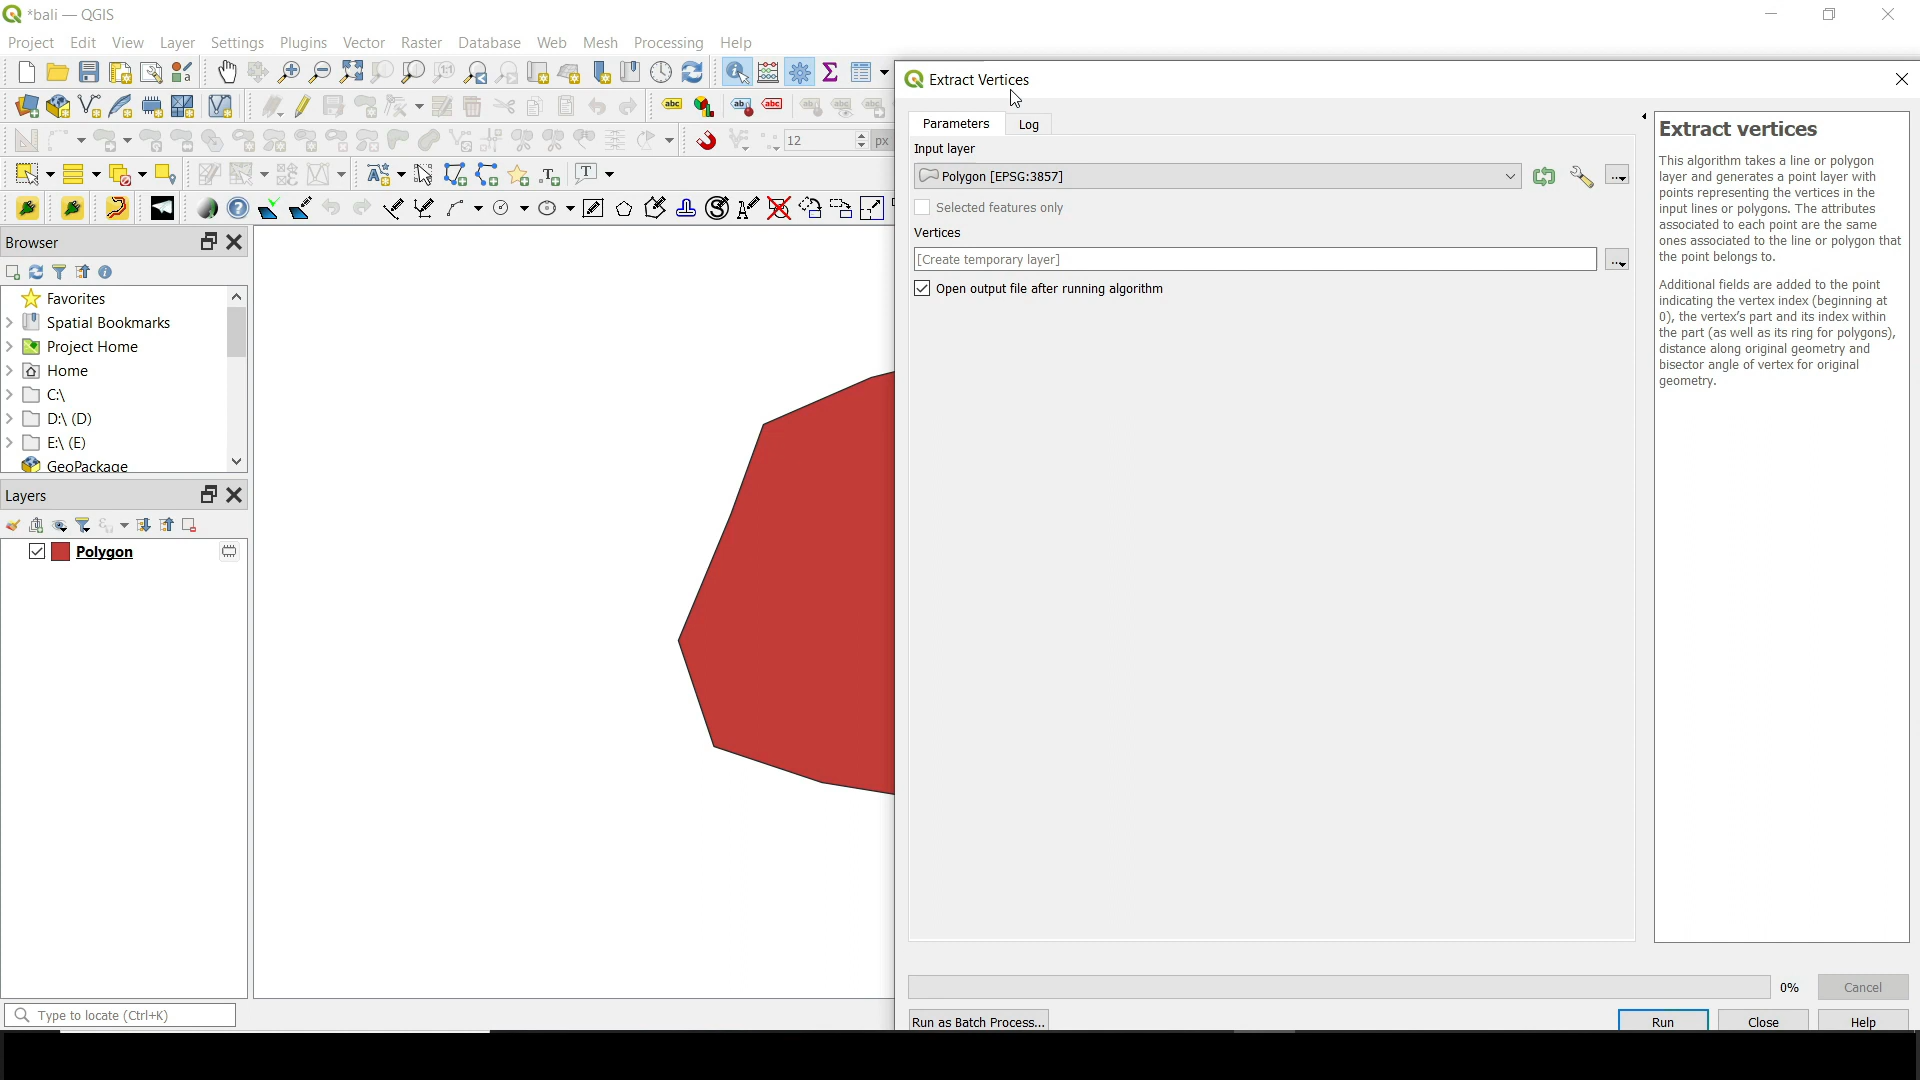 *bali — QGIS
Project Edit View Layer Settings Plugins Vector Raster Database Web Mesh Processing Help
12 px
Browser
Favorites
Spatial Bookmarks
Project Home
Home
C:\
D:\ (D)
E:\ (E)
GeoPackage
Layers
Polygon
Type to locate (Ctrl+K)
Extract Vertices
Parameters Log
Input layer
Polygon [EPSG:3857]
Selected features only
Vertices
[Create temporary layer]
Open output file after running algorithm
Extract vertices
This algorithm takes a line or polygon
layer and generates a point layer with
points representing the vertices in the
input lines or polygons. The attributes
associated to each point are the same
ones associated to the line or polygon that
the point belongs to.
Additional fields are added to the point
indicating the vertex index (beginning at
0), the vertex's part and its index within
the part (as well as its ring for polygons),
distance along original geometry and
bisector angle of vertex for original
geometry.
0% Cancel
Run as Batch Process... Run Close Help